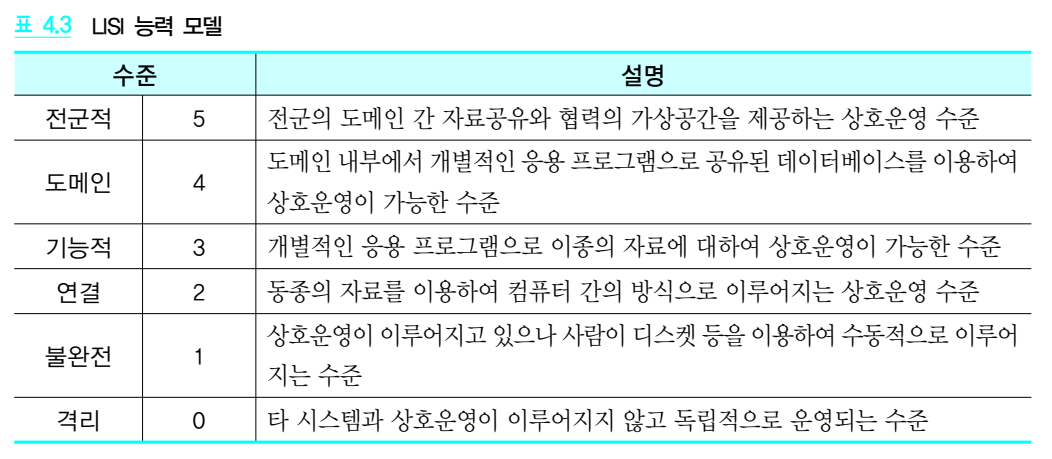 표 4.3 LISI 능력 모델
수준 설명
전군적 5 전군의 도메인 간 자료공유와 협력의 가상공간을 제공하는 상호운영 수준
도메인 4 도메인 내부에서 개별적인 응용 프로그램으로 공유된 데이터베이스를 이용하여
상호운영이 가능한 수준
기능적 3 개별적인 응용 프로그램으로 이종의 자료에 대하여 상호운영이 가능한 수준
연결 2 동종의 자료를 이용하여 컴퓨터 간의 방식으로 이루어지는 상호운영 수준
불완전 1 상호운영이 이루어지고 있으나 사람이 디스켓 등을 이용하여 수동적으로 이루어
지는 수준
격리 0 타 시스템과 상호운영이 이루어지지 않고 독립적으로 운영되는 수준